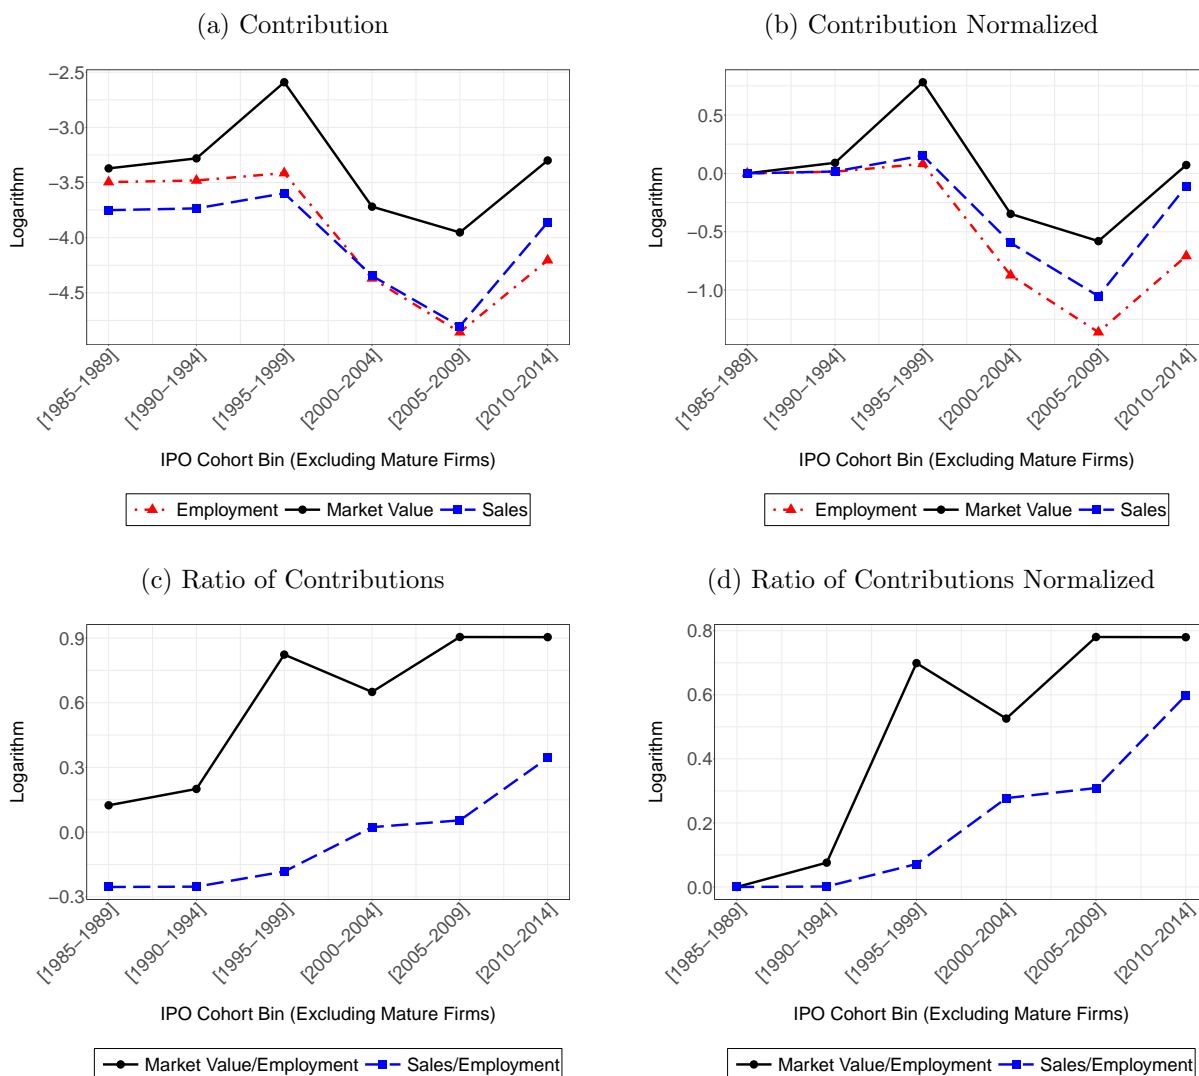 (a) Contribution
−2.5
−3.0
−3.5
−4.0
−4.5
Logarithm
[1985−1989]
[1990−1994]
[1995−1999]
[2000−2004]
[2005−2009]
[2010−2014]
IPO Cohort Bin (Excluding Mature Firms)
Employment Market Value Sales
(b) Contribution Normalized
0.5
0.0
−0.5
−1.0
Logarithm
[1985−1989]
[1990−1994]
[1995−1999]
[2000−2004]
[2005−2009]
[2010−2014]
IPO Cohort Bin (Excluding Mature Firms)
Employment Market Value Sales
(c) Ratio of Contributions
0.9
0.6
0.3
0.0
−0.3
Logarithm
[1985−1989]
[1990−1994]
[1995−1999]
[2000−2004]
[2005−2009]
[2010−2014]
IPO Cohort Bin (Excluding Mature Firms)
Market Value/Employment Sales/Employment
(d) Ratio of Contributions Normalized
0.8
0.6
0.4
0.2
0.0
Logarithm
[1985−1989]
[1990−1994]
[1995−1999]
[2000−2004]
[2005−2009]
[2010−2014]
IPO Cohort Bin (Excluding Mature Firms)
Market Value/Employment Sales/Employment